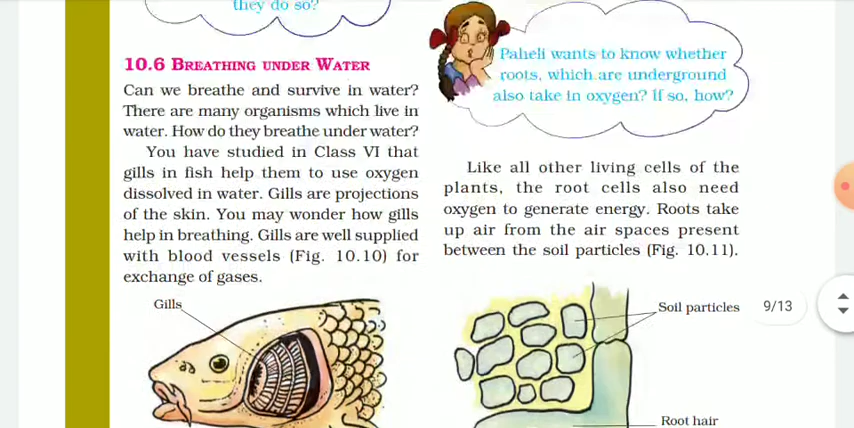 they do so?
10.6 BREATHING UNDER WATER
Can we breathe and survive in water?
There are many organisms which live in
water. How do they breathe under water?
You have studied in Class VI that
gills in fish help them to use oxygen
dissolved in water. Gills are projections
of the skin. You may wonder how gills
help in breathing. Gills are well supplied
with blood vessels (Fig. 10.10) for
exchange of gases.
Gills
Paheli wants to know whether
roots, which are underground
also take in oxygen? If so, how?
Like all other living cells of the
plants, the root cells also need
oxygen to generate energy. Roots take
up air from the air spaces present
between the soil particles (Fig. 10.11).
Soil particles
Root hair
9/13